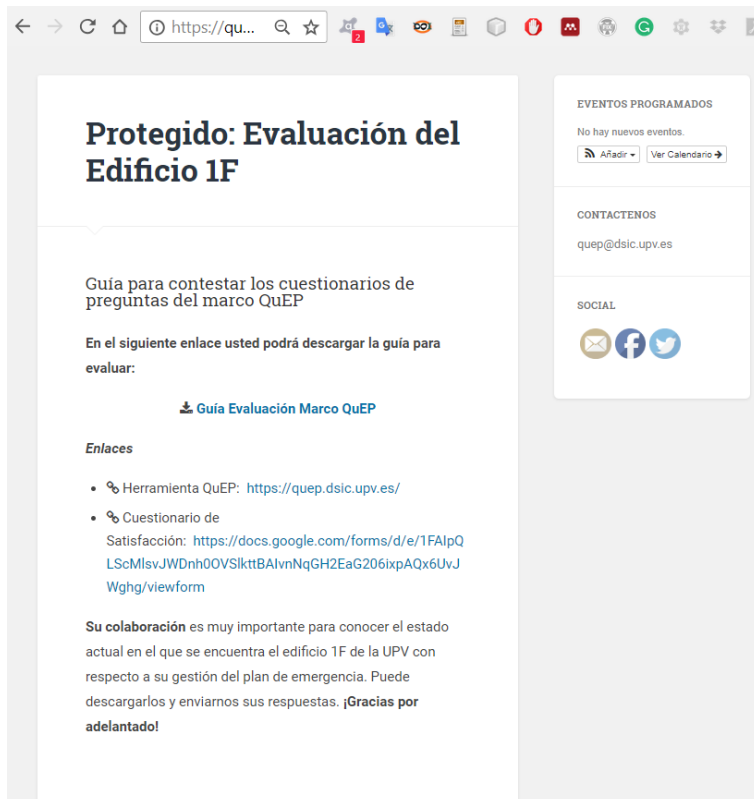 https://qu...
2
Protegido: Evaluación del
Edificio 1F
Guía para contestar los cuestionarios de
preguntas del marco QuEP
En el siguiente enlace usted podrá descargar la guía para
evaluar:
Guía Evaluación Marco QuEP
Enlaces
Herramienta QuEP: https://quep.dsic.upv.es/
Cuestionario de
Satisfacción: https://docs.google.com/forms/d/e/1FAIpQ
LScMlsvJWDnh0OVSlkttBAIvnNqGH2EaG206ixpAQx6UvJ
Wghg/viewform
Su colaboración es muy importante para conocer el estado
actual en el que se encuentra el edificio 1F de la UPV con
respecto a su gestión del plan de emergencia. Puede
descargarlos y enviarnos sus respuestas. ¡Gracias por
adelantado!
EVENTOS PROGRAMADOS
No hay nuevos eventos.
Añadir Ver Calendario
CONTACTENOS
quep@dsic.upv.es
SOCIAL